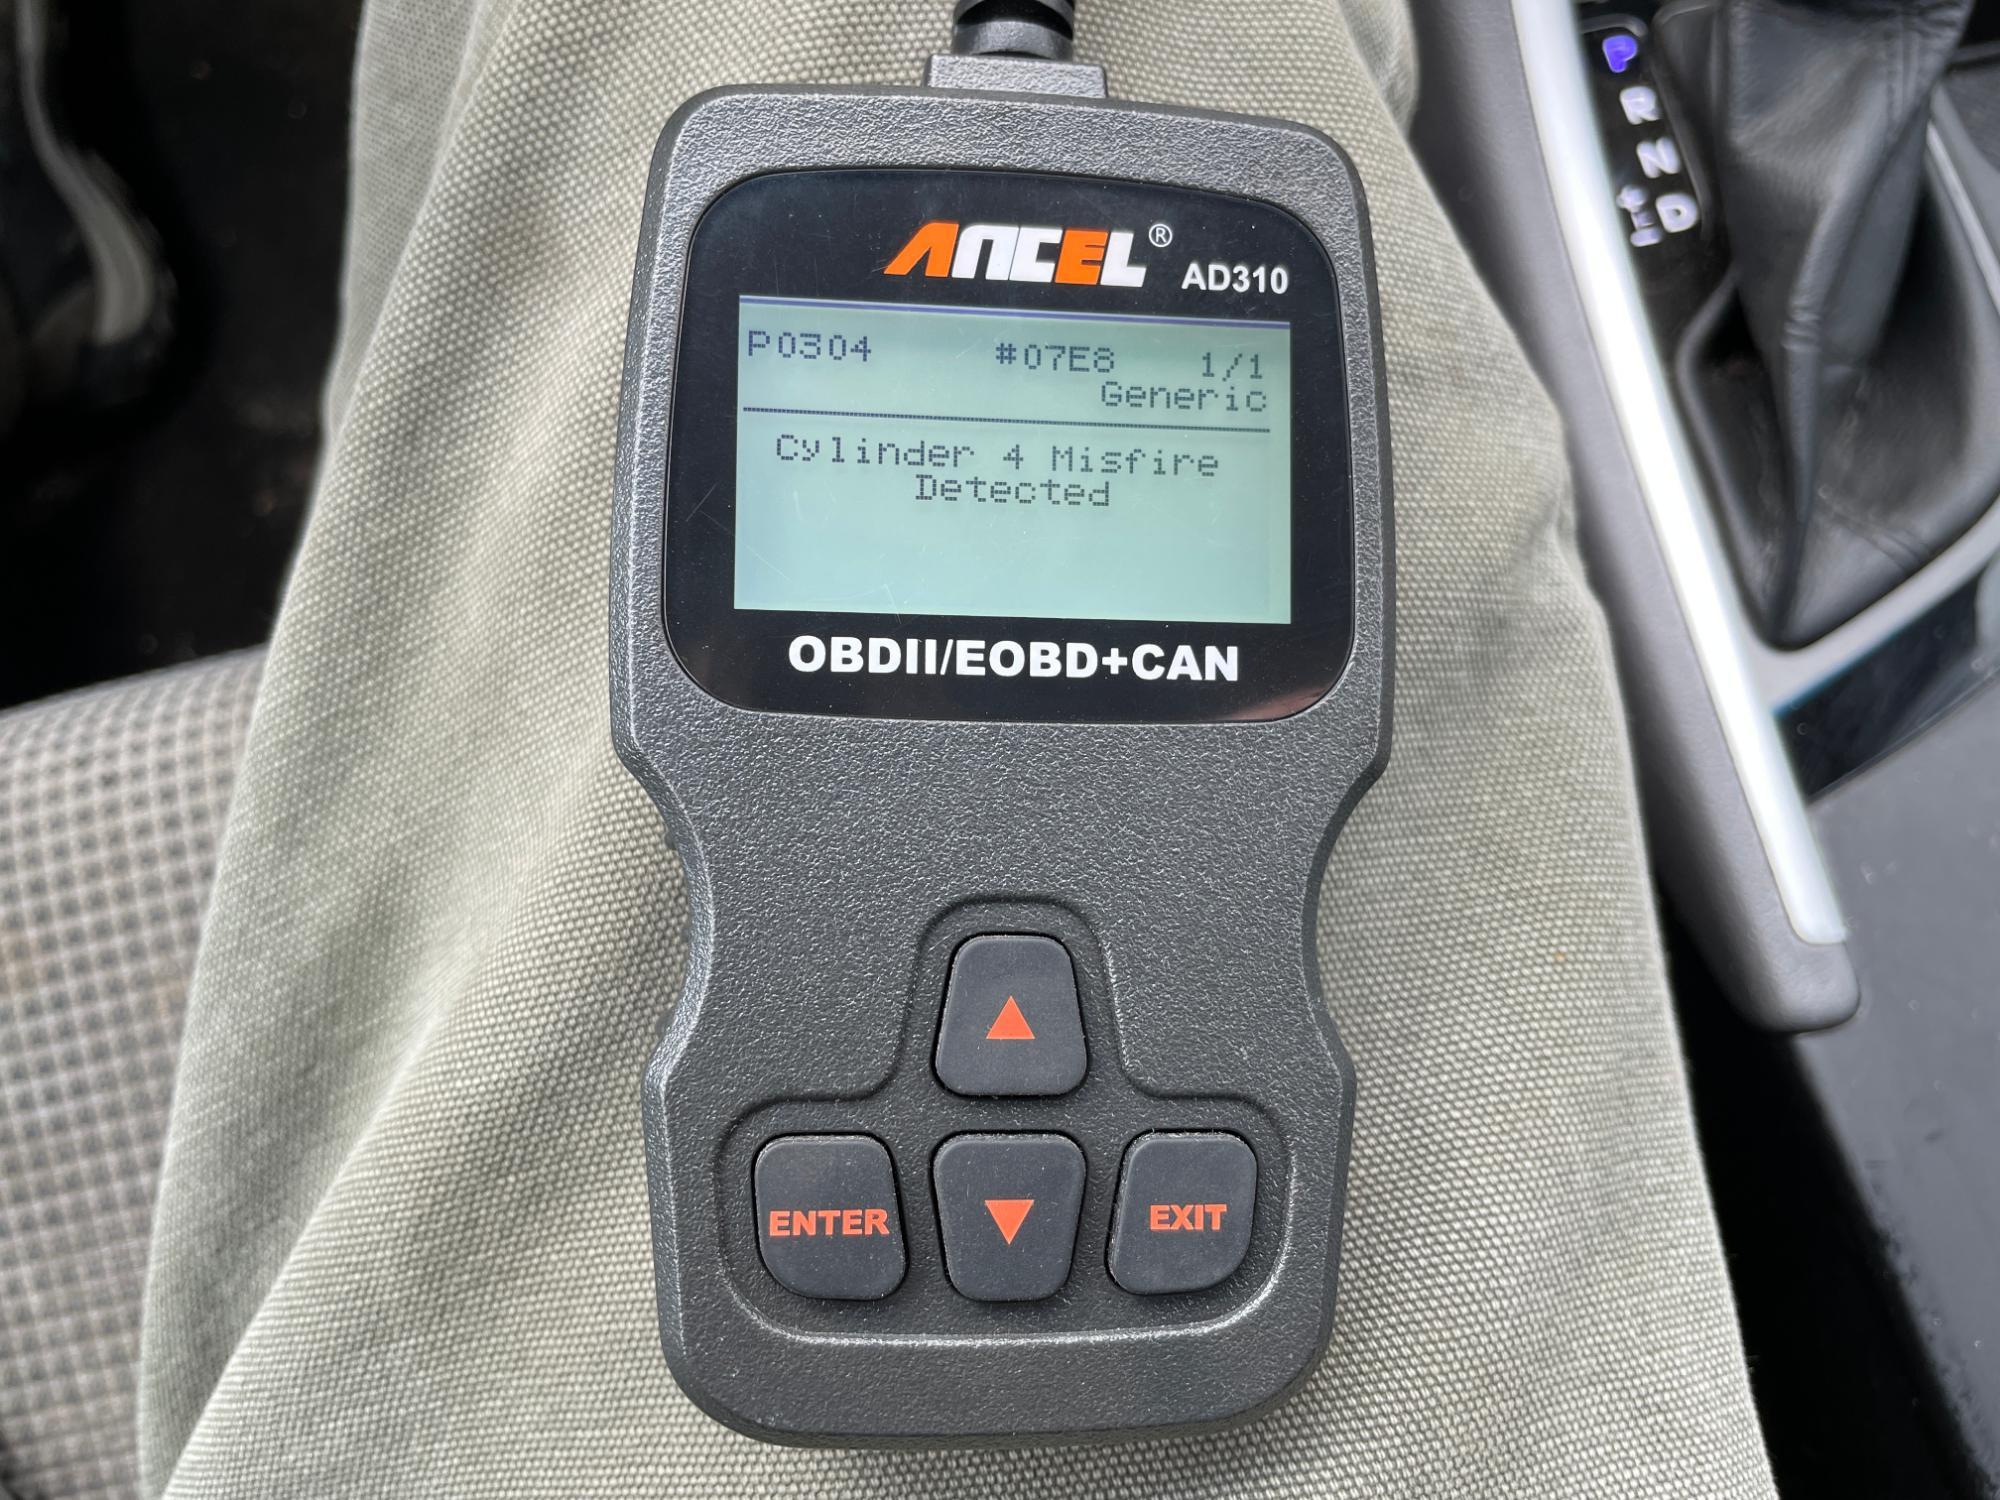 ANCEL® AD310
P0304 #07E8 1/1
Generic
Cylinder 4 Misfire
Detected
OBDII/EOBD+CAN
ENTER
EXIT
P
R
N
D